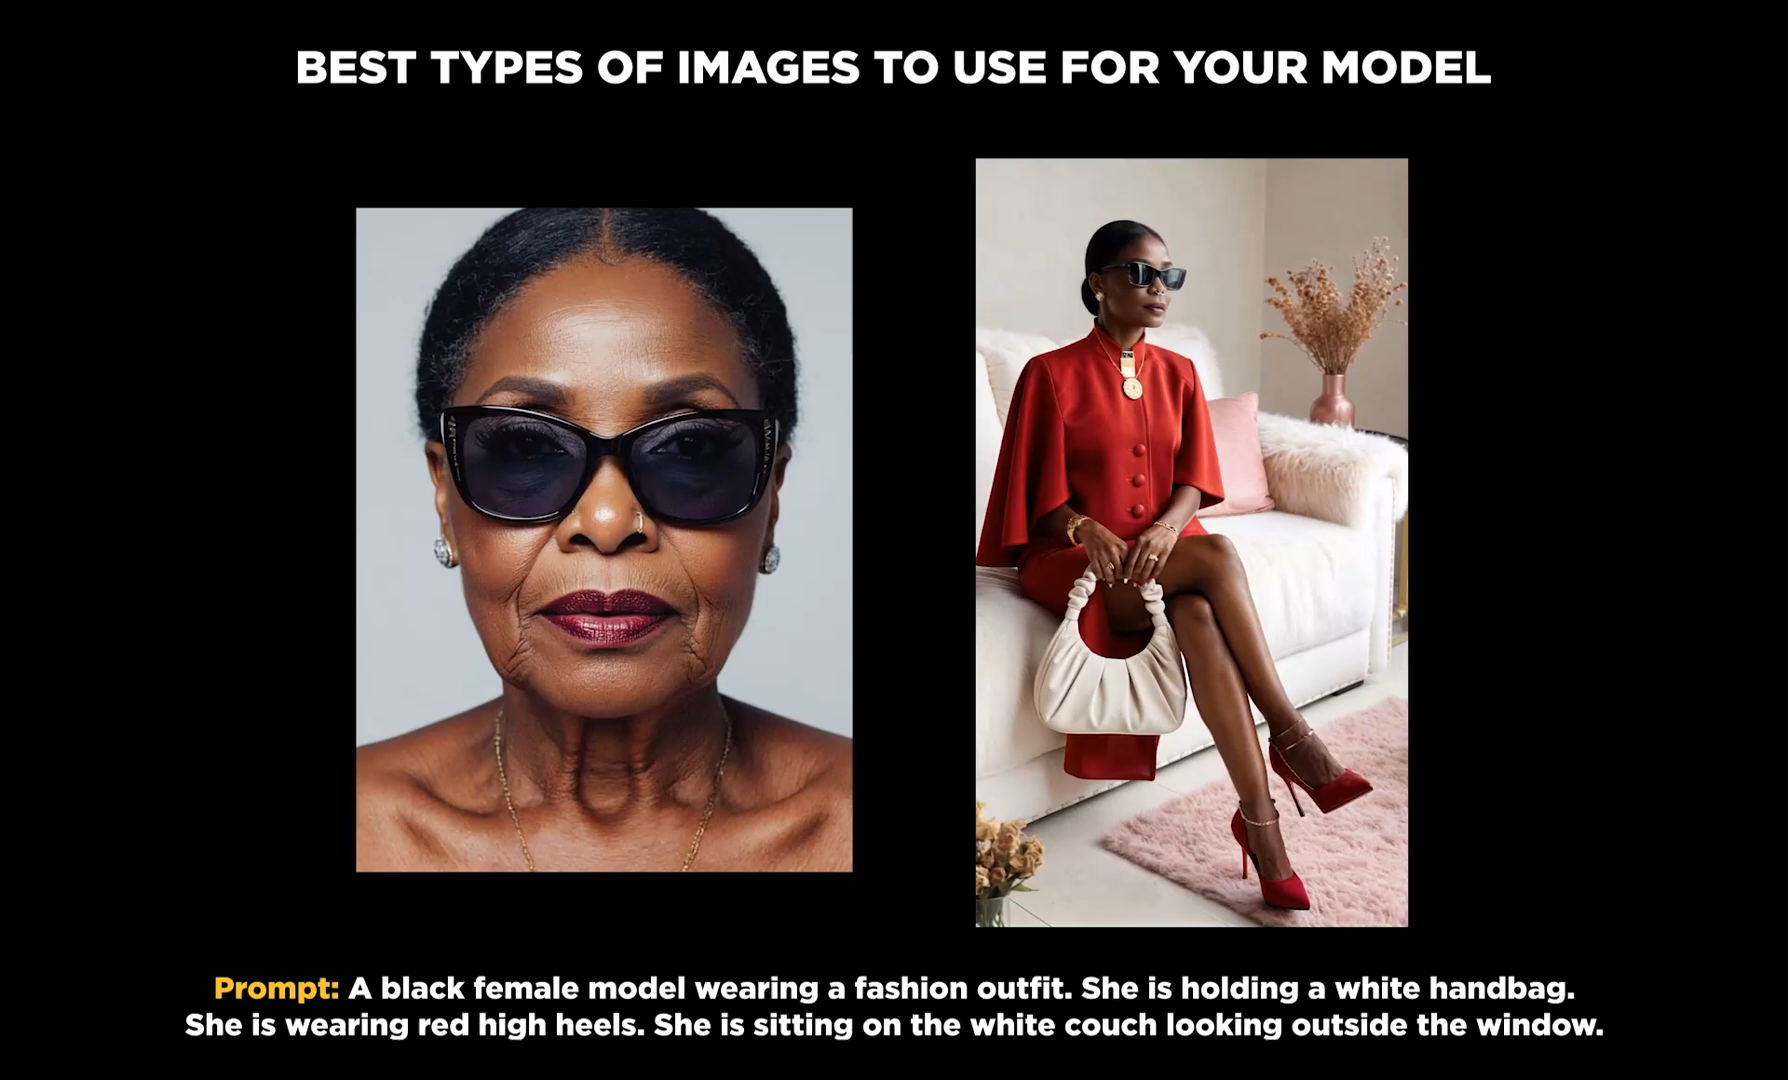 BEST TYPES OF IMAGES TO USE FOR YOUR MODEL
Prompt: A black female model wearing a fashion outfit. She is holding a white handbag.
She is wearing red high heels. She is sitting on the white couch looking outside the window.